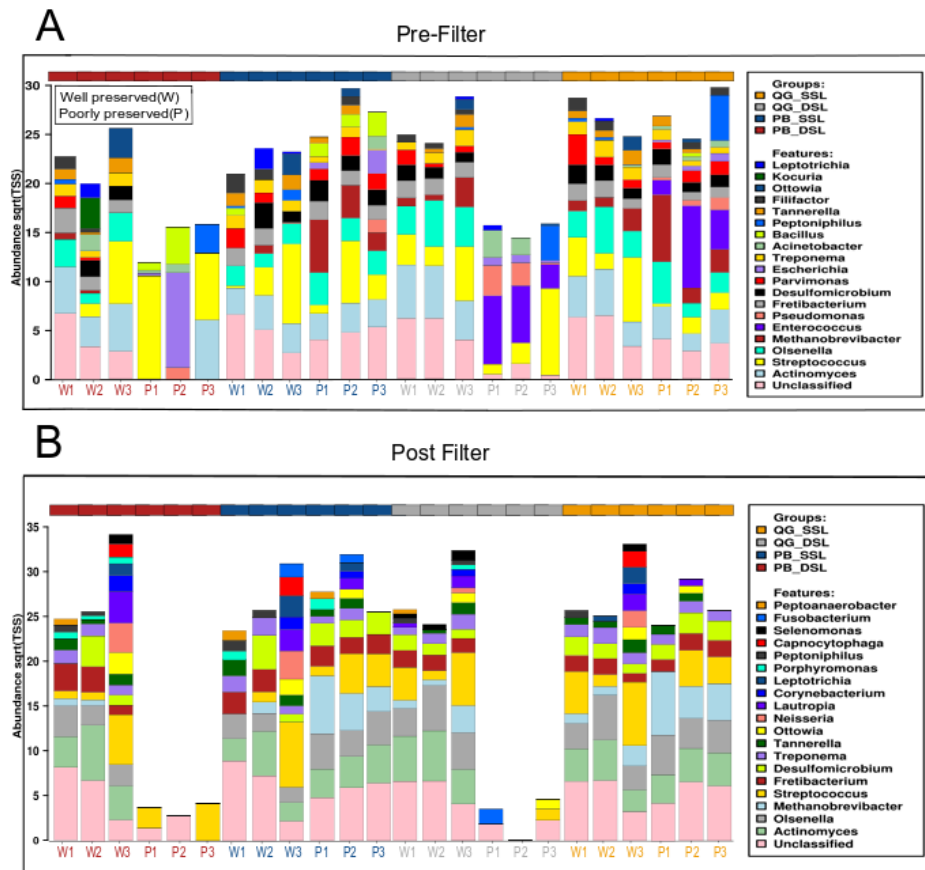 A
Pre-Filter
Well preserved(W)
Poorly preserved(P)
Abundance sqrt(TSS)
30
25
20
15
10
5
0
W1 W2 W3 P1 P2 P3 W1 W2 W3 P1 P2 P3 W1 W2 W3 P1 P2 P3 W1 W2 W3 P1 P2 P3
Groups:
QG_SSL
QG_DSL
PB_SSL
PB_DSL
Features:
Leptotrichia
Kocuria
Ottowia
Filifactor
Tannerella
Peptoniphilus
Bacillus
Acinetobacter
Treponema
Escherichia
Parvimonas
Desulfomicrobium
Fretibacterium
Pseudomonas
Enterococcus
Methanobrevibacter
Olsenella
Streptococcus
Actinomyces
Unclassified
B
Post Filter
Abundance sqrt(TSS)
35
30
25
20
15
10
5
0
W1 W2 W3 P1 P2 P3 W1 W2 W3 P1 P2 P3 W1 W2 W3 P1 P2 P3 W1 W2 W3 P1 P2 P3
Groups:
QG_SSL
QG_DSL
PB_SSL
PB_DSL
Features:
Peptoanaerobacter
Fusobacterium
Selenomonas
Capnocytophaga
Peptoniphilus
Porphyromonas
Leptotrichia
Corynebacterium
Lautropia
Neisseria
Ottowia
Tannerella
Treponema
Desulfomicrobium
Fretibacterium
Streptococcus
Methanobrevibacter
Olsenella
Actinomyces
Unclassified